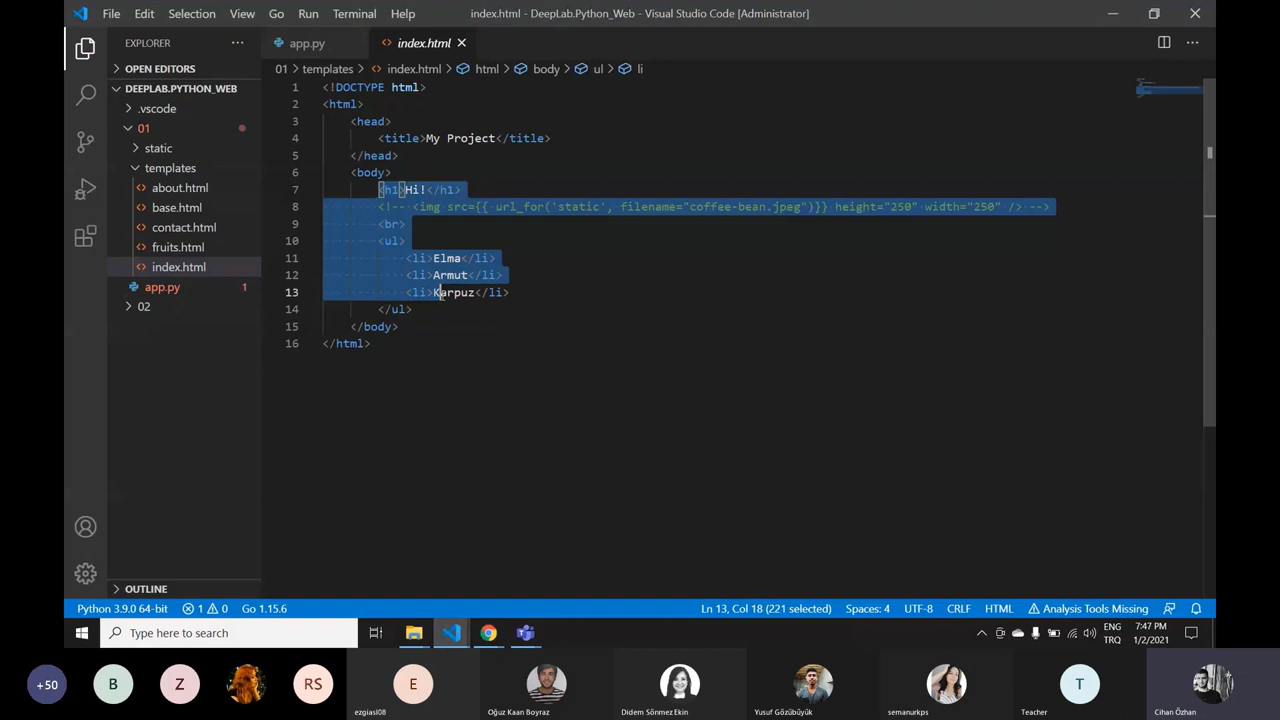 File Edit Selection View Go Run Terminal Help
index.html - DeepLab.Python_Web - Visual Studio Code [Administrator]
EXPLORER
app.py
index.html
OPEN EDITORS
DEEPLAB.PYTHON_WEB
.vscode
01
static
templates
about.html
base.html
contact.html
fruits.html
index.html
app.py 1
02
OUTLINE
01 templates index.html html body ul li
1 <!DOCTYPE html>
2 <html>
3 <head>
4 <title>My Project</title>
5 </head>
6 <body>
7 <h1>Hi!</h1>
8 <!-- <img src={{ url_for('static', filename="coffee-bean.jpeg")}} height="250" width="250" /> -->
9 <br>
10 <ul>
11 <li>Elma</li>
12 <li>Armut</li>
13 <li>Karpuz</li>
14 </ul>
15 </body>
16 </html>
Python 3.9.0 64-bit 1 0 Go 1.15.6 Ln 13, Col 18 (221 selected) Spaces: 4 UTF-8 CRLF HTML Analysis Tools Missing
Type here to search
ENG
TRQ
7:47 PM
1/2/2021
+50 B Z RS E T
ezgiasl08 Oğuz Kaan Boyraz Didem Sönmez Ekin Yusuf Gözübüyük semanurkps Teacher Cihan Özhan